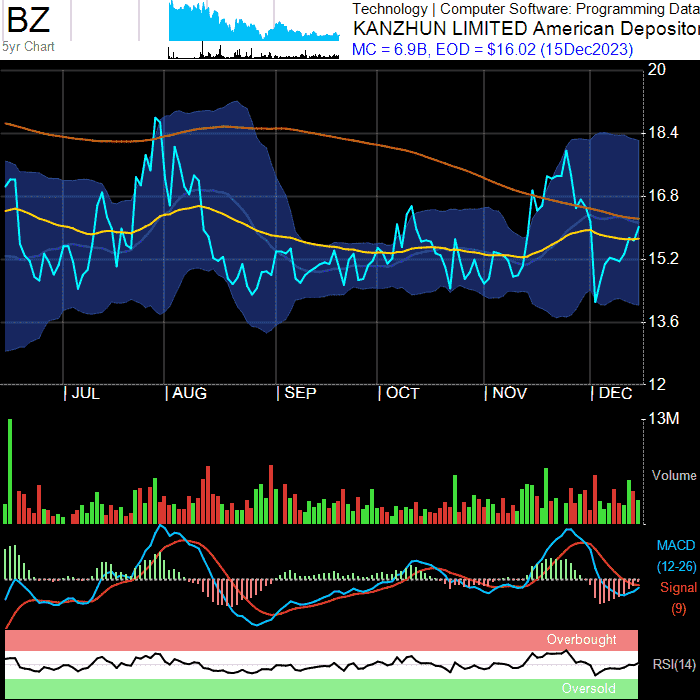 BZ
5yr Chart
Technology | Computer Software: Programming Data
KANZHUN LIMITED American Depositor
MC = 6.9B, EOD = $16.02 (15Dec2023)
20
18.4
16.8
15.2
13.6
12
| JUL | AUG | SEP | OCT | NOV | DEC
13M
Volume
MACD
(12-26)
Signal
(9)
Overbought
RSI(14)
Oversold